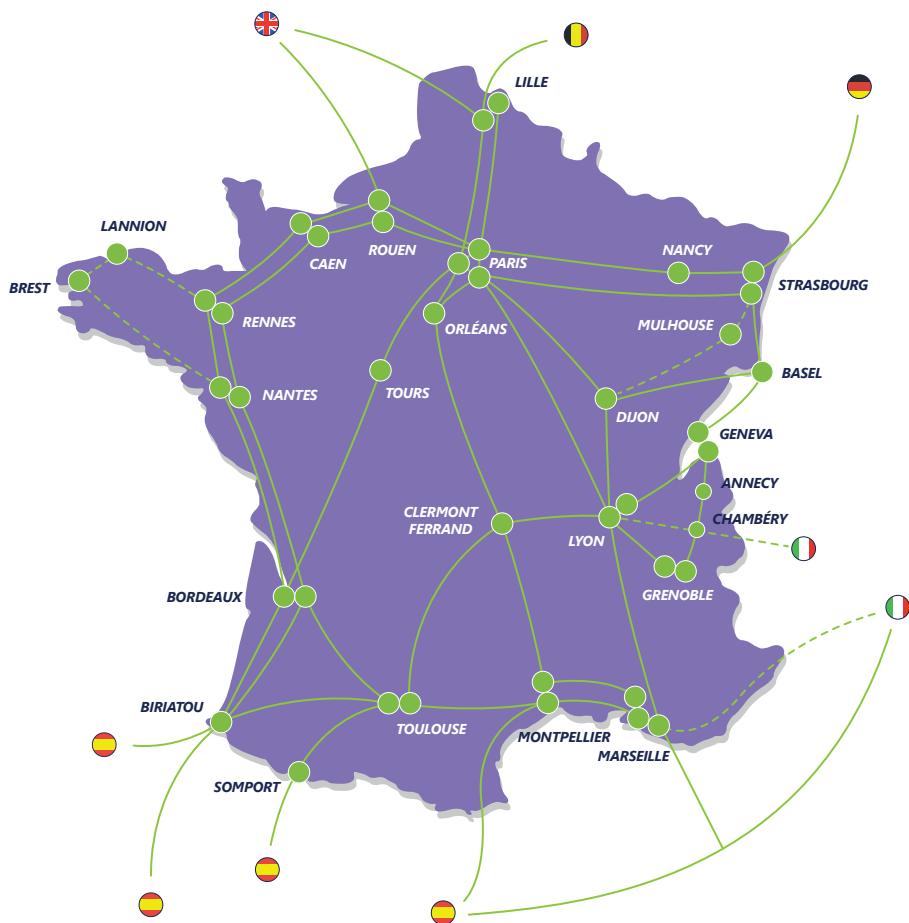 LILLE
LANNION
ROUEN
CAEN
PARIS
NANCY
STRASBOURG
BREST
RENNES
ORLÉANS
MULHOUSE
BASEL
NANTES
TOURS
DIJON
GENEVA
ANNECY
CLERMONT
FERRAND
CHAMBÉRY
LYON
BORDEAUX
GRENOBLE
BIRIATOU
TOULOUSE
MONTPELLIER
MARSEILLE
SOMPORT